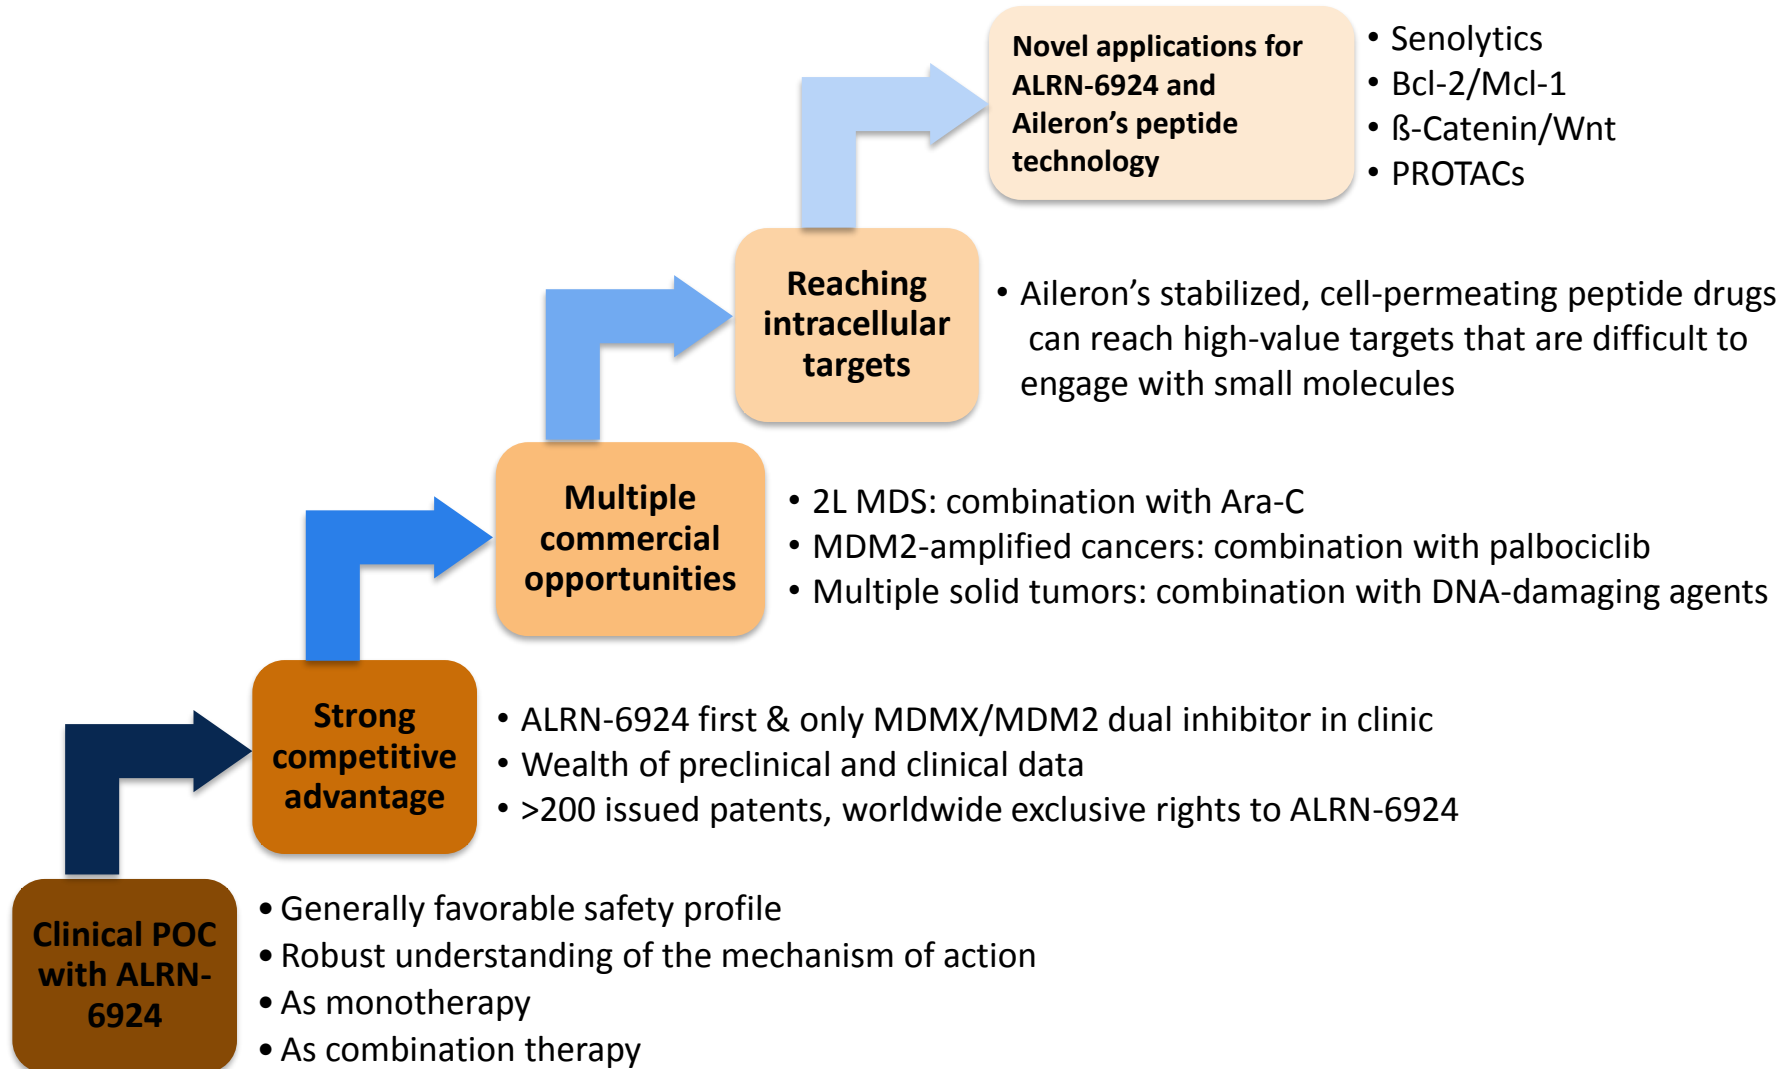 Novel applications for
ALRN-6924 and
Aileron's peptide
technology
• Senolytics
• Bcl-2/Mcl-1
• ß-Catenin/Wnt
• PROTACs
Reaching
intracellular
targets
• Aileron's stabilized, cell-permeating peptide drugs
can reach high-value targets that are difficult to
engage with small molecules
Multiple
commercial
opportunities
• 2L MDS: combination with Ara-C
• MDM2-amplified cancers: combination with palbociclib
• Multiple solid tumors: combination with DNA-damaging agents
Strong
competitive
advantage
• ALRN-6924 first & only MDMX/MDM2 dual inhibitor in clinic
• Wealth of preclinical and clinical data
• >200 issued patents, worldwide exclusive rights to ALRN-6924
Clinical POC
with ALRN-
6924
• Generally favorable safety profile
• Robust understanding of the mechanism of action
• As monotherapy
• As combination therapy